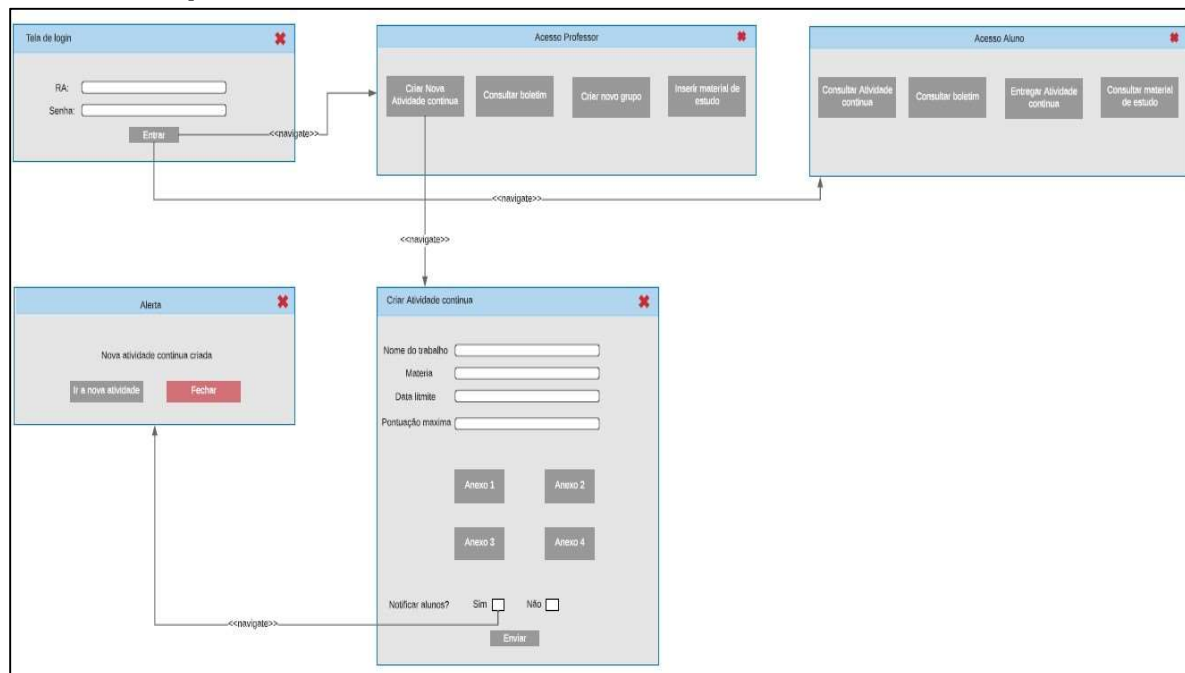 Tela de login
RA:
Senha:
Entrar
<<navigate>>
Acesso Professor
Criar Nova
Atividade continua
Consultar boletim
Criar novo grupo
Inserir material de
estudo
Acesso Aluno
Consultar Atividade
continua
Consultar boletim
Entregar Atividade
continua
Consultar material
de estudo
<<navigate>>
<<navigate>>
Alerta
Nova atividade continua criada
Ir a nova atividade
Fechar
Criar Atividade continua
Nome do trabalho
Materia
Data limite
Pontuação maxima
Anexo 1
Anexo 2
Anexo 3
Anexo 4
Notificar alunos?
Sim
Não
Enviar
<<navigate>>